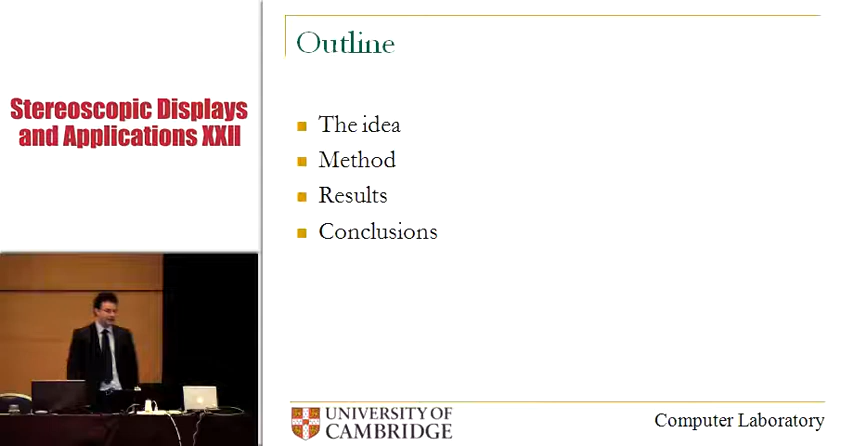 Stereoscopic Displays
and Applications XXII
Outline
The idea
Method
Results
Conclusions
UNIVERSITY OF
CAMBRIDGE
Computer Laboratory